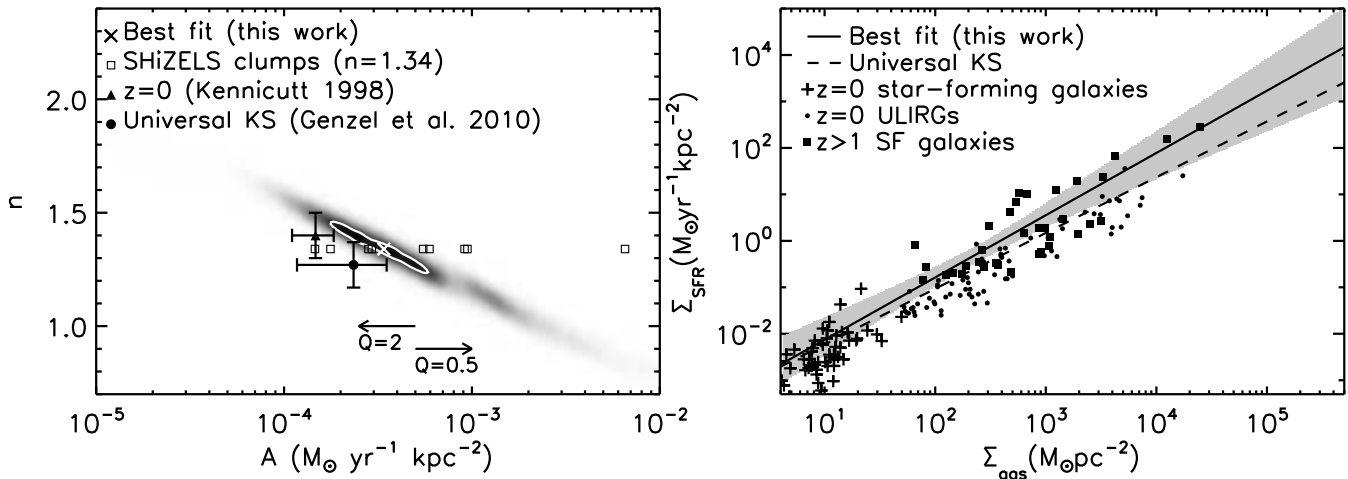 × Best fit (this work)
□ SHiZELS clumps (n=1.34)
▲ z=0 (Kennicutt 1998)
● Universal KS (Genzel et al. 2010)
2.0
1.5
1.0
n
Q=2
Q=0.5
10⁻⁵ 10⁻⁴ 10⁻³ 10⁻²
A (M⊙ yr⁻¹ kpc⁻²)
Best fit (this work)
Universal KS
+ z=0 star-forming galaxies
• z=0 ULIRGs
■ z>1 SF galaxies
10⁴
10²
10⁰
10⁻²
Σ_SFR (M⊙yr⁻¹kpc⁻²)
10¹ 10² 10³ 10⁴ 10⁵
Σ_gas (M⊙pc⁻²)